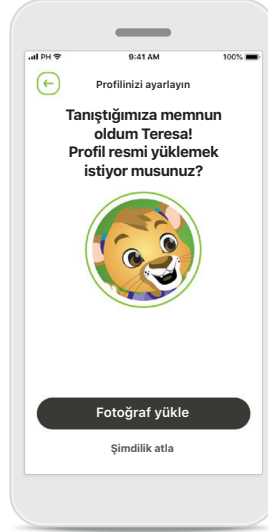 PH 9:41 AM 100%
Profilinizi ayarlayın
Tanıştığımıza memnun
oldum Teresa!
Profil resmi yüklemek
istiyor musunuz?
Fotoğraf yükle
Şimdilik atla